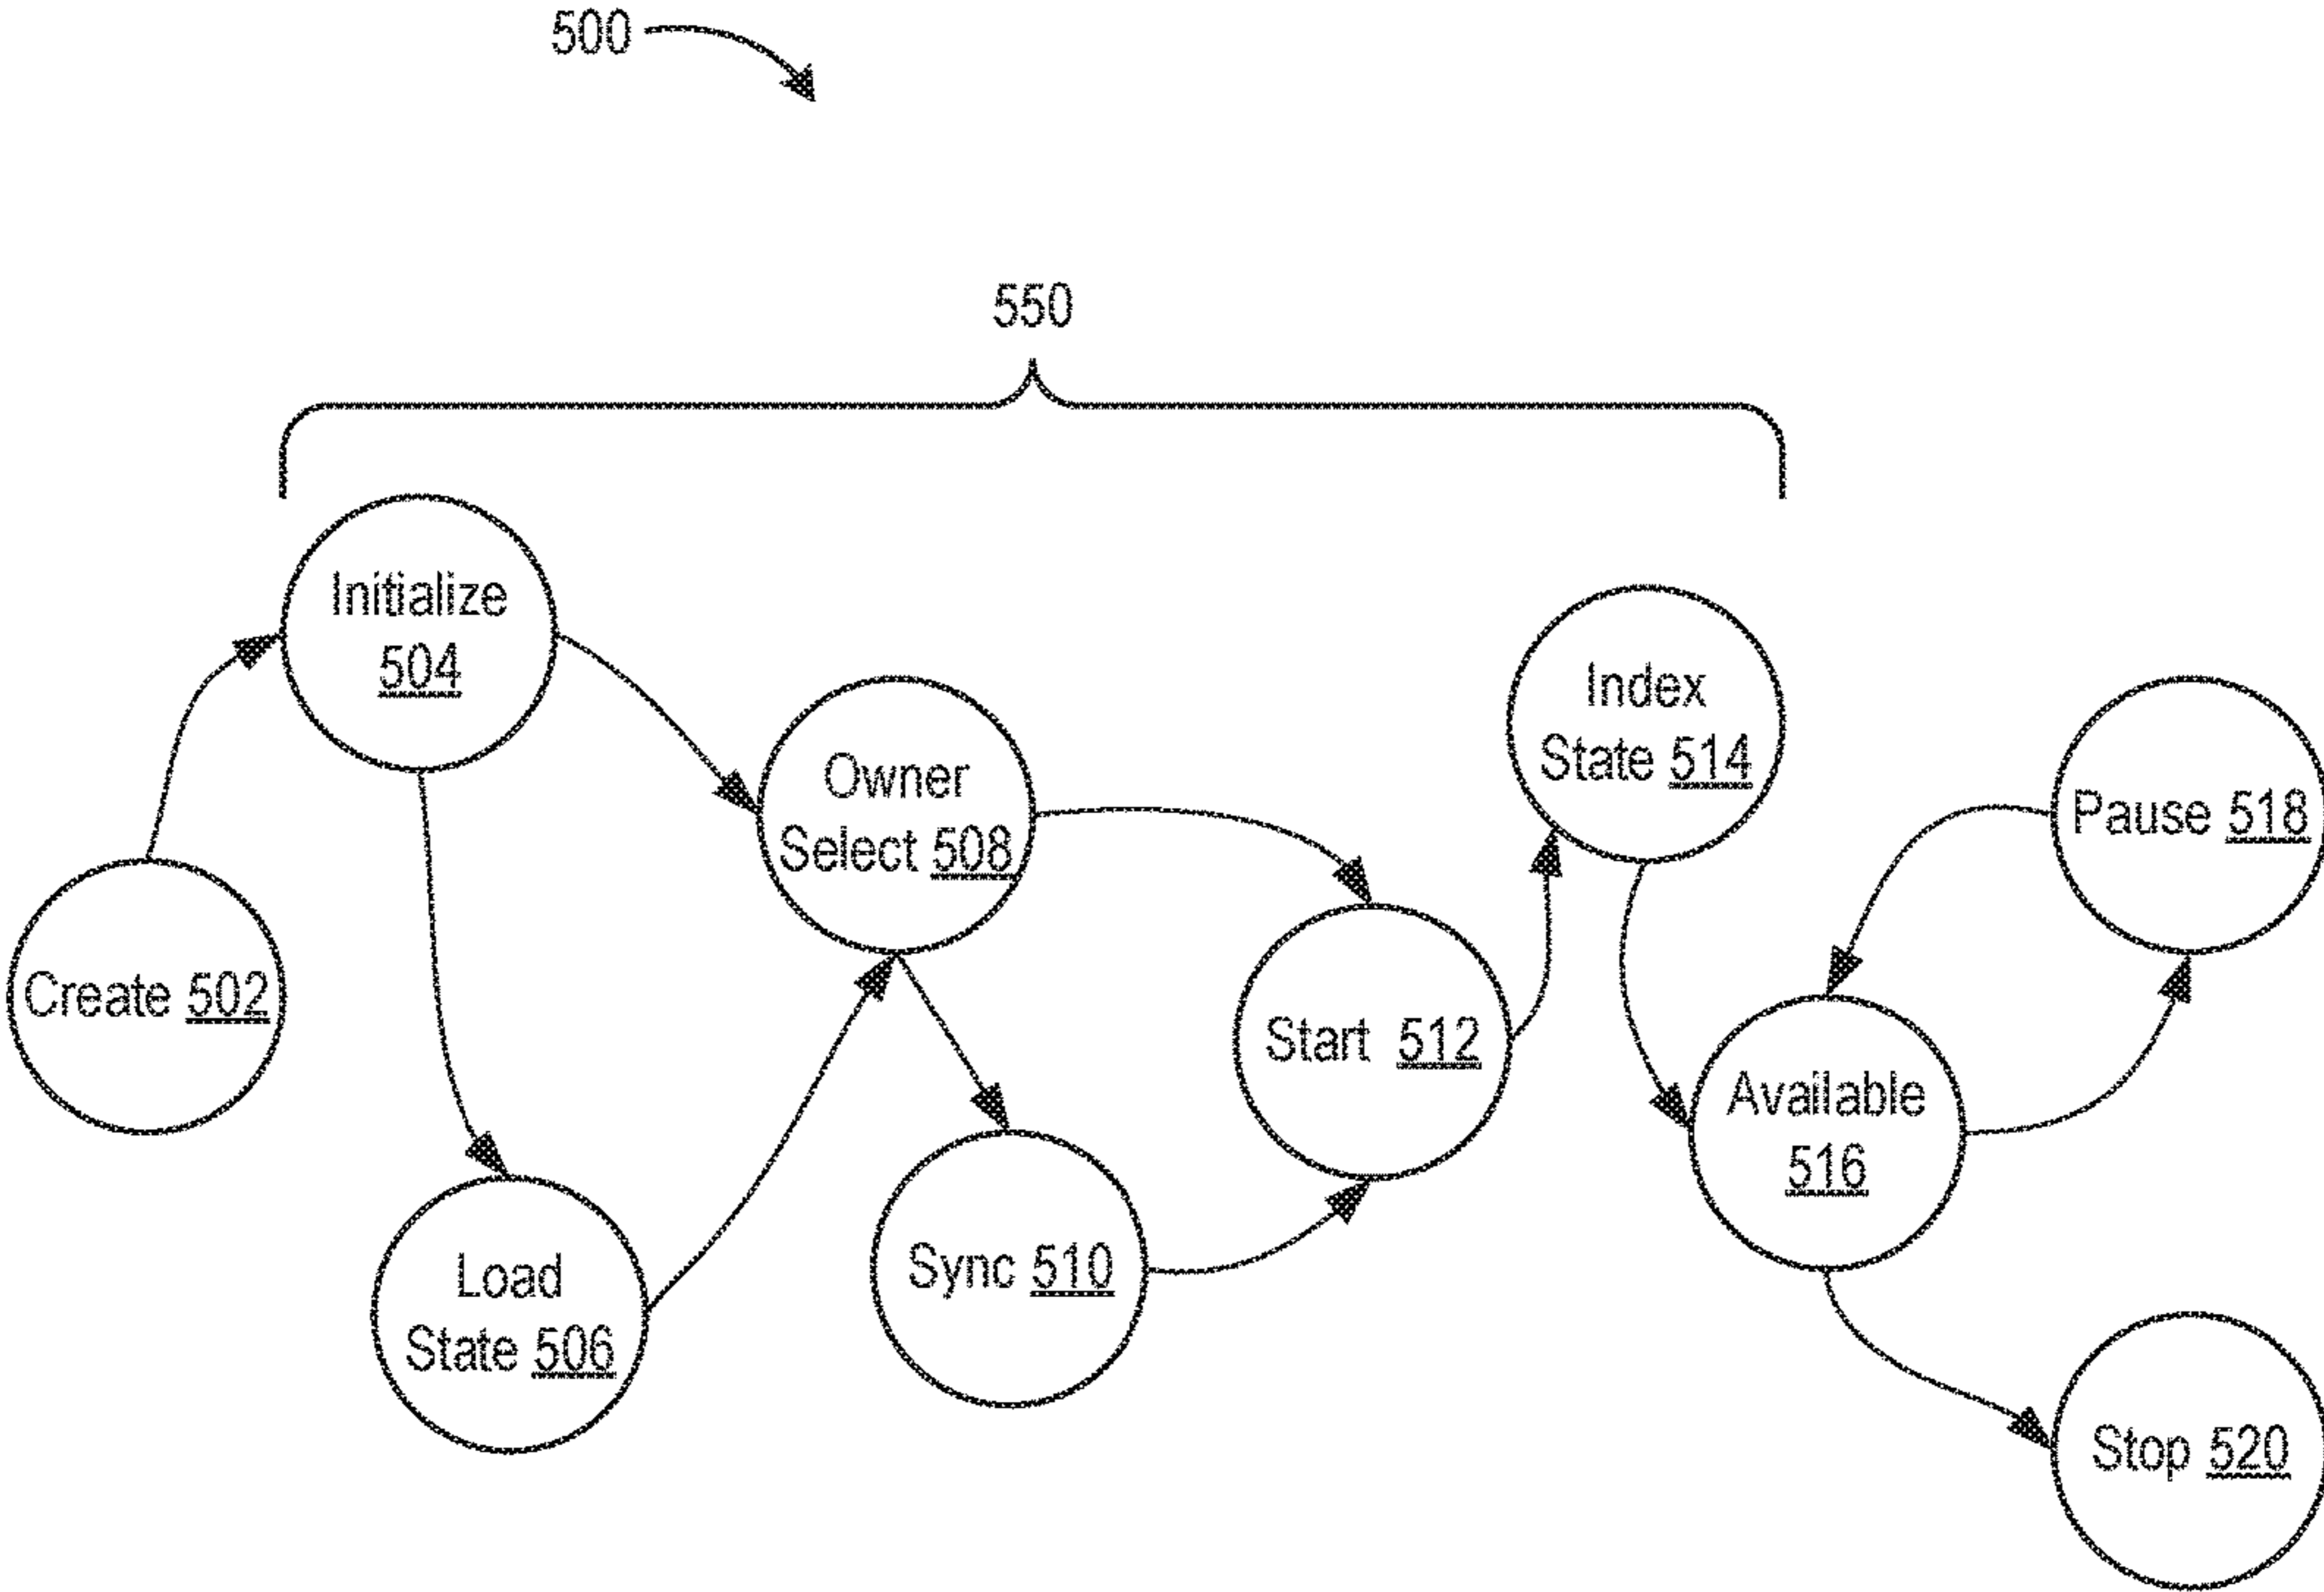 500
550
Initialize
504
Owner
Select 508
Index
State 514
Pause 518
Create 502
Start 512
Available
516
Load
State 506
Sync 510
Stop 520